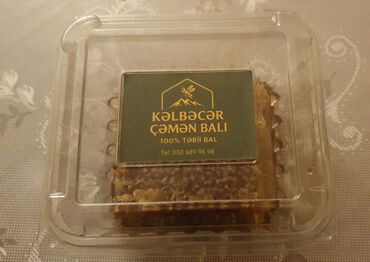 KƏLBƏCƏR
ÇƏMƏN BALI
100% TƏBİİ BAL
Tel: 050 689 96 98